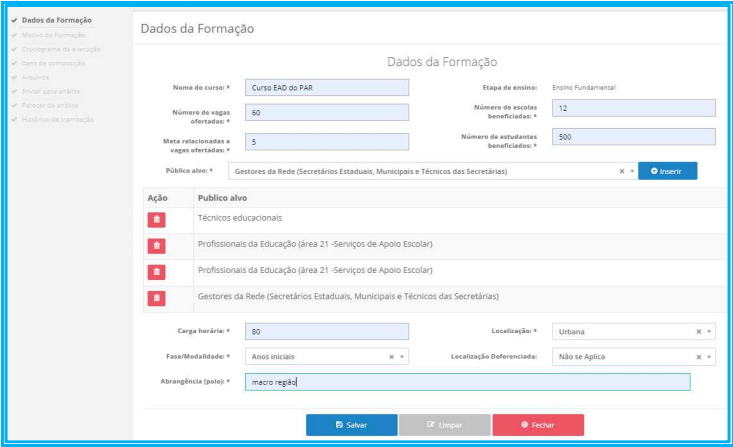 Dados da Formação
Motivo da Formação
Cronograma de execução
Itens de composição
Arquivos
Enviar para análise
Parecer da análise
Histórico de tramitação
Dados da Formação
Dados da Formação
Nome do curso: * Curso EAD do PAR
Etapa de ensino: Ensino Fundamental
Número de vagas ofertadas: * 60
Número de escolas beneficiadas: * 12
Meta relacionadas a vagas ofertadas: * 5
Número de estudantes beneficiados: * 500
Público alvo: * Gestores da Rede (Secretários Estaduais, Municipais e Técnicos das Secretárias) Inserir
Ação Publico alvo
Técnicos educacionais
Profissionais da Educação (área 21 -Serviços de Apoio Escolar)
Profissionais da Educação (área 21 -Serviços de Apoio Escolar)
Gestores da Rede (Secretários Estaduais, Municipais e Técnicos das Secretárias)
Carga horária: * 80
Localização: * Urbana
Fase/Modalidade: * Anos iniciais
Localização Deferenciada: Não se Aplica
Abrangência (polo): * macro região
Salvar Limpar Fechar